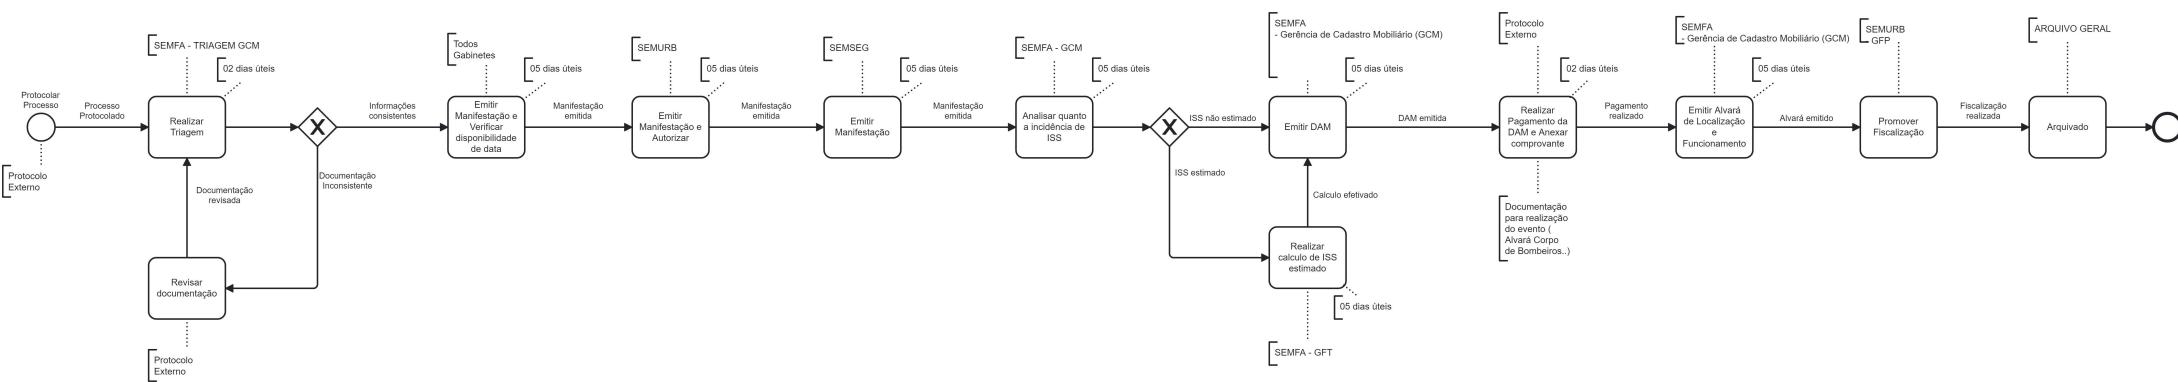 Protocolar
Processo
Protocolo
Externo
Processo
Protocolado
SEMFA - TRIAGEM GCM
02 dias úteis
Realizar
Triagem
Documentação
revisada
Revisar
documentação
Protocolo
Externo
X
Documentação
Inconsistente
Informações
consistentes
Todos
Gabinetes
05 dias úteis
Emitir
Manifestação e
Verificar
disponibilidade
de data
Manifestação
emitida
SEMURB
05 dias úteis
Emitir
Manifestação e
Autorizar
Manifestação
emitida
SEMSEG
05 dias úteis
Emitir
Manifestação
Manifestação
emitida
SEMFA - GCM
05 dias úteis
Analisar quanto
a incidência de
ISS
X
ISS não estimado
ISS estimado
SEMFA
- Gerência de Cadastro Mobiliário (GCM)
05 dias úteis
Emitir DAM
Calculo efetivado
Realizar
calculo de ISS
estimado
05 dias úteis
SEMFA - GFT
DAM emitida
Protocolo
Externo
02 dias úteis
Realizar
Pagamento da
DAM e Anexar
comprovante
Documentação
para realização
do evento (
Alvará Corpo
de Bombeiros..)
Pagamento
realizado
SEMFA
- Gerência de Cadastro Mobiliário (GCM)
05 dias úteis
Emitir Alvará
de Localização
e
Funcionamento
Alvará emitido
SEMURB
- GFP
Promover
Fiscalização
Fiscalização
realizada
ARQUIVO GERAL
Arquivado